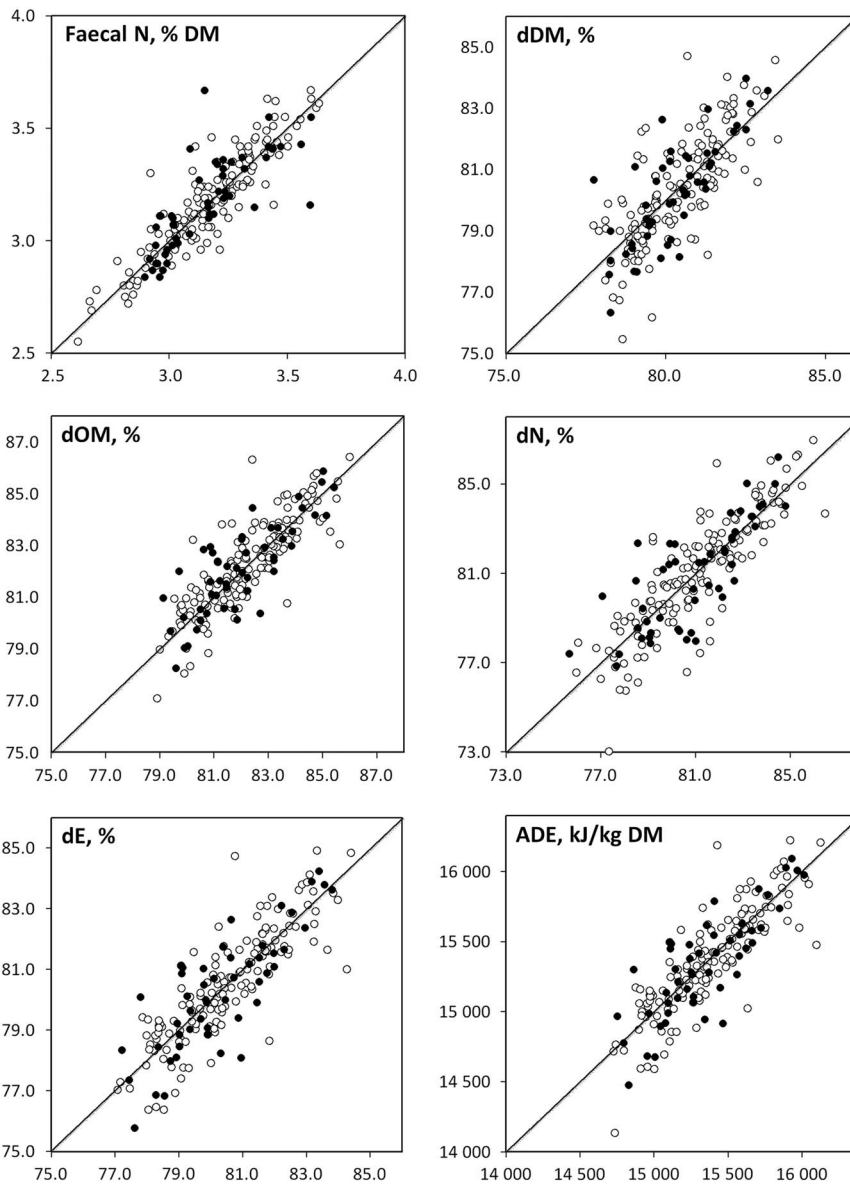 Faecal N, % DM
4.0
3.5
3.0
2.5
2.5 3.0 3.5 4.0
dDM, %
85.0
83.0
81.0
79.0
77.0
75.0
75.0 80.0 85.0
dOM, %
87.0
85.0
83.0
81.0
79.0
77.0
75.0
75.0 77.0 79.0 81.0 83.0 85.0 87.0
dN, %
85.0
81.0
77.0
73.0
73.0 77.0 81.0 85.0
dE, %
85.0
83.0
81.0
79.0
77.0
75.0
75.0 77.0 79.0 81.0 83.0 85.0
ADE, kJ/kg DM
16 000
15 500
15 000
14 500
14 000
14 000 14 500 15 000 15 500 16 000